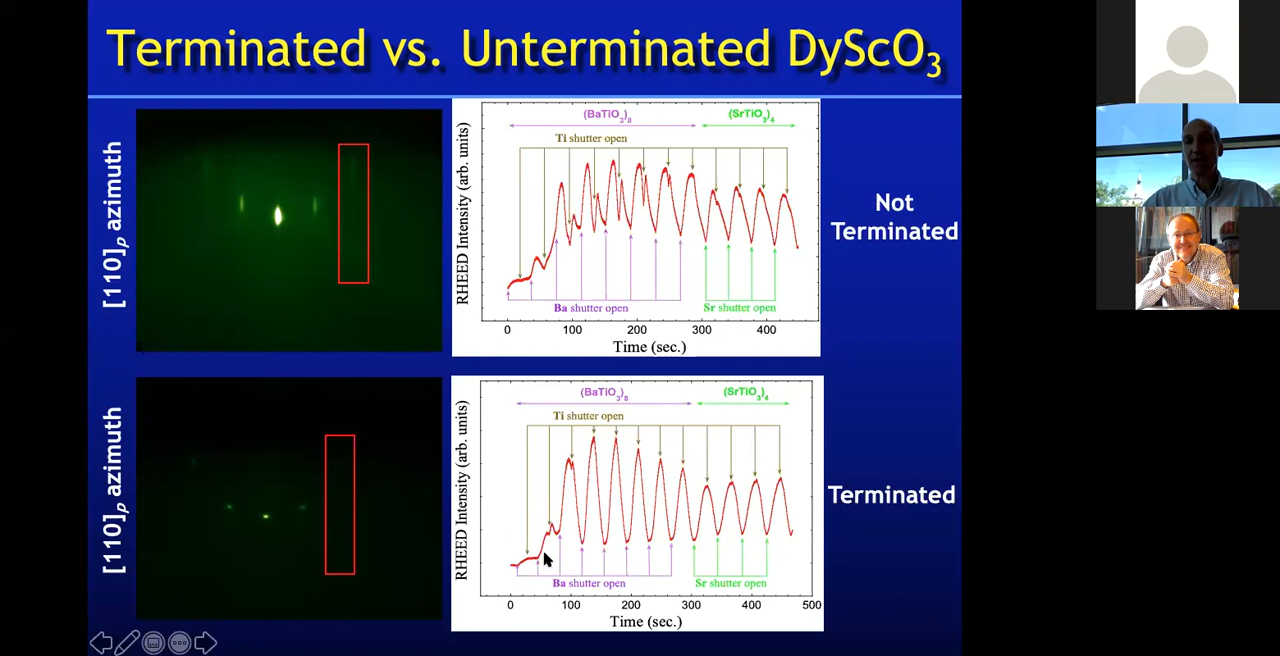 Terminated vs. Unterminated DyScO₃
[110]ₚ azimuth
RHEED Intensity (arb. units)
(BaTiO₃)₈
(SrTiO₃)₄
Ti shutter open
Ba shutter open
Sr shutter open
0 100 200 300 400
Time (sec.)
Not
Terminated
[110]ₚ azimuth
RHEED Intensity (arb. units)
(BaTiO₃)₈
(SrTiO₃)₄
Ti shutter open
Ba shutter open
Sr shutter open
0 100 200 300 400 500
Time (sec.)
Terminated